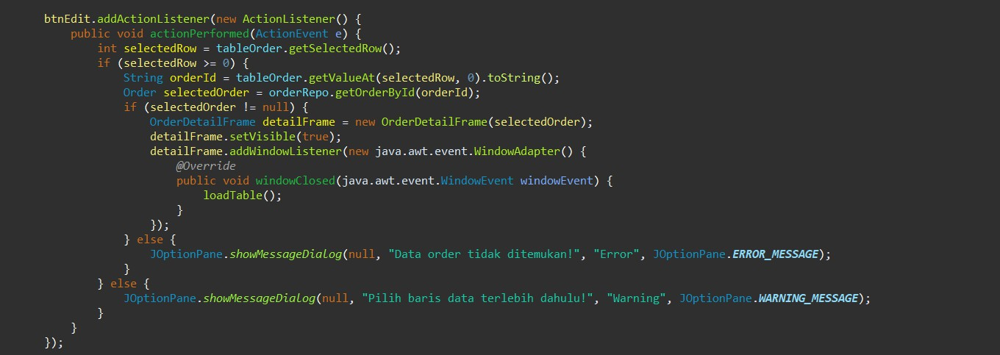 btnEdit.addActionListener(new ActionListener() {
    public void actionPerformed(ActionEvent e) {
        int selectedRow = tableOrder.getSelectedRow();
        if (selectedRow >= 0) {
            String orderId = tableOrder.getValueAt(selectedRow, 0).toString();
            Order selectedOrder = orderRepo.getOrderById(orderId);
            if (selectedOrder != null) {
                OrderDetailFrame detailFrame = new OrderDetailFrame(selectedOrder);
                detailFrame.setVisible(true);
                detailFrame.addWindowListener(new java.awt.event.WindowAdapter() {
                    @Override
                    public void windowClosed(java.awt.event.WindowEvent windowEvent) {
                        loadTable();
                    }
                });
            } else {
                JOptionPane.showMessageDialog(null, "Data order tidak ditemukan!", "Error", JOptionPane.ERROR_MESSAGE);
            }
        } else {
            JOptionPane.showMessageDialog(null, "Pilih baris data terlebih dahulu!", "Warning", JOptionPane.WARNING_MESSAGE);
        }
    }
});